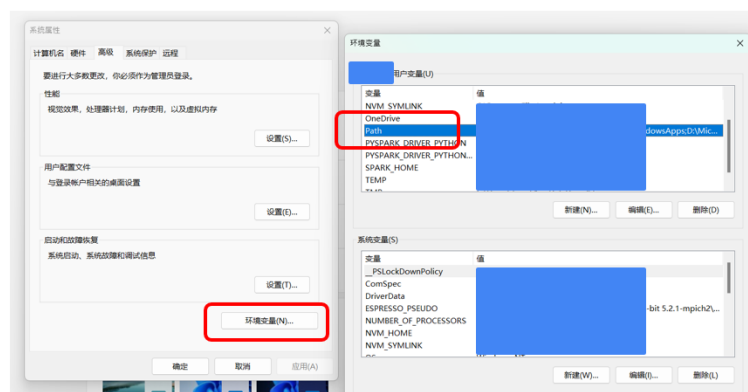 系统属性
计算机名 硬件 高级 系统保护 远程
要进行大多数更改，你必须作为管理员登录。
性能
视觉效果，处理器计划，内存使用，以及虚拟内存
设置(S)...
用户配置文件
与登录帐户相关的桌面设置
设置(E)...
启动和故障恢复
系统启动、系统故障和调试信息
设置(T)...
环境变量(N)...
确定 取消 应用(A)
环境变量
用户变量(U)
变量 值
NVM_SYMLINK
OneDrive
Path dowsApps;D:\Mic...
PYSPARK_DRIVER_PYTHON
PYSPARK_DRIVER_PYTHON...
SPARK_HOME
TEMP
新建(N)... 编辑(E)... 删除(D)
系统变量(S)
变量 值
__PSLockDownPolicy
ComSpec
DriverData
ESPRESSO_PSEUDO -bit 5.2.1-mpich2\...
NUMBER_OF_PROCESSORS
NVM_HOME
NVM_SYMLINK
新建(W)... 编辑(I)... 删除(L)